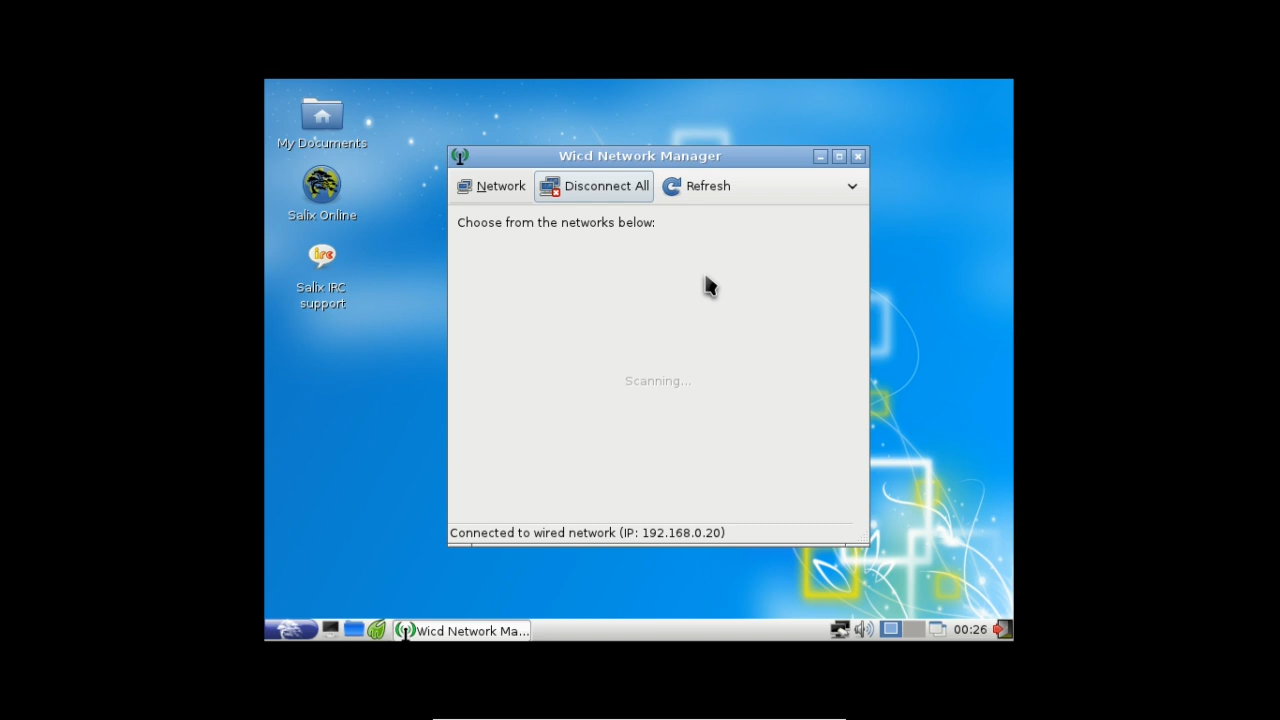 My Documents
Salix Online
irc
Salix IRC
support
Wicd Network Manager
Network
Disconnect All
Refresh
Choose from the networks below:
Scanning...
Connected to wired network (IP: 192.168.0.20)
Wicd Network Ma...
00:26